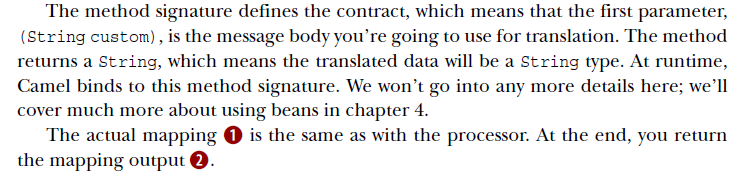 The method signature defines the contract, which means that the first parameter,
(String custom), is the message body you’re going to use for translation. The method
returns a String, which means the translated data will be a String type. At runtime,
Camel binds to this method signature. We won’t go into any more details here; we’ll
cover much more about using beans in chapter 4.
The actual mapping ❶ is the same as with the processor. At the end, you return
the mapping output ❷.